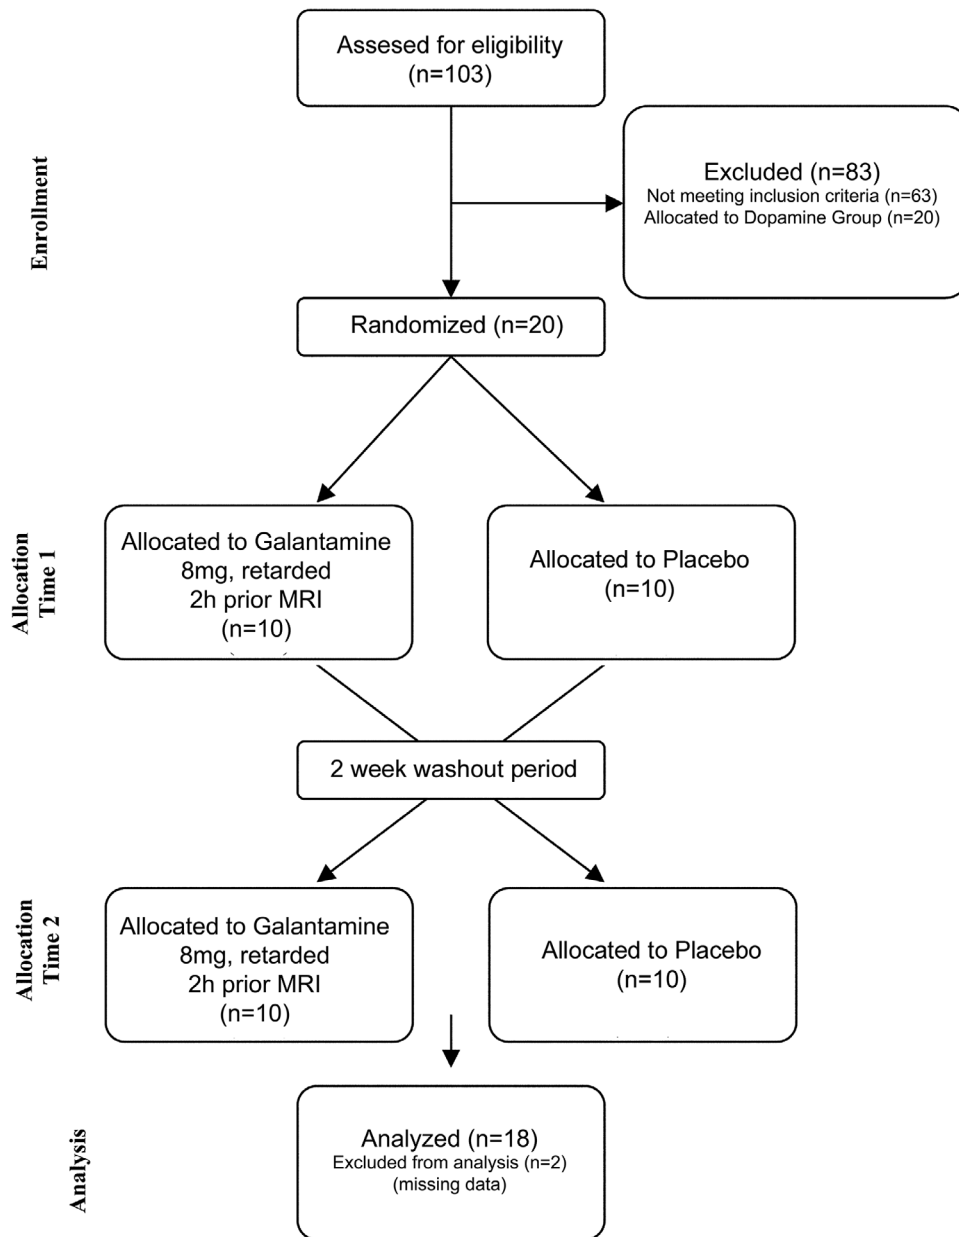 Assesed for eligibility
(n=103)
Enrollment
Excluded (n=83)
Not meeting inclusion criteria (n=63)
Allocated to Dopamine Group (n=20)
Randomized (n=20)
Allocation
Time 1
Allocated to Galantamine
8mg, retarded
2h prior MRI
(n=10)
Allocated to Placebo
(n=10)
2 week washout period
Allocation
Time 2
Allocated to Galantamine
8mg, retarded
2h prior MRI
(n=10)
Allocated to Placebo
(n=10)
Analysis
Analyzed (n=18)
Excluded from analysis (n=2)
(missing data)